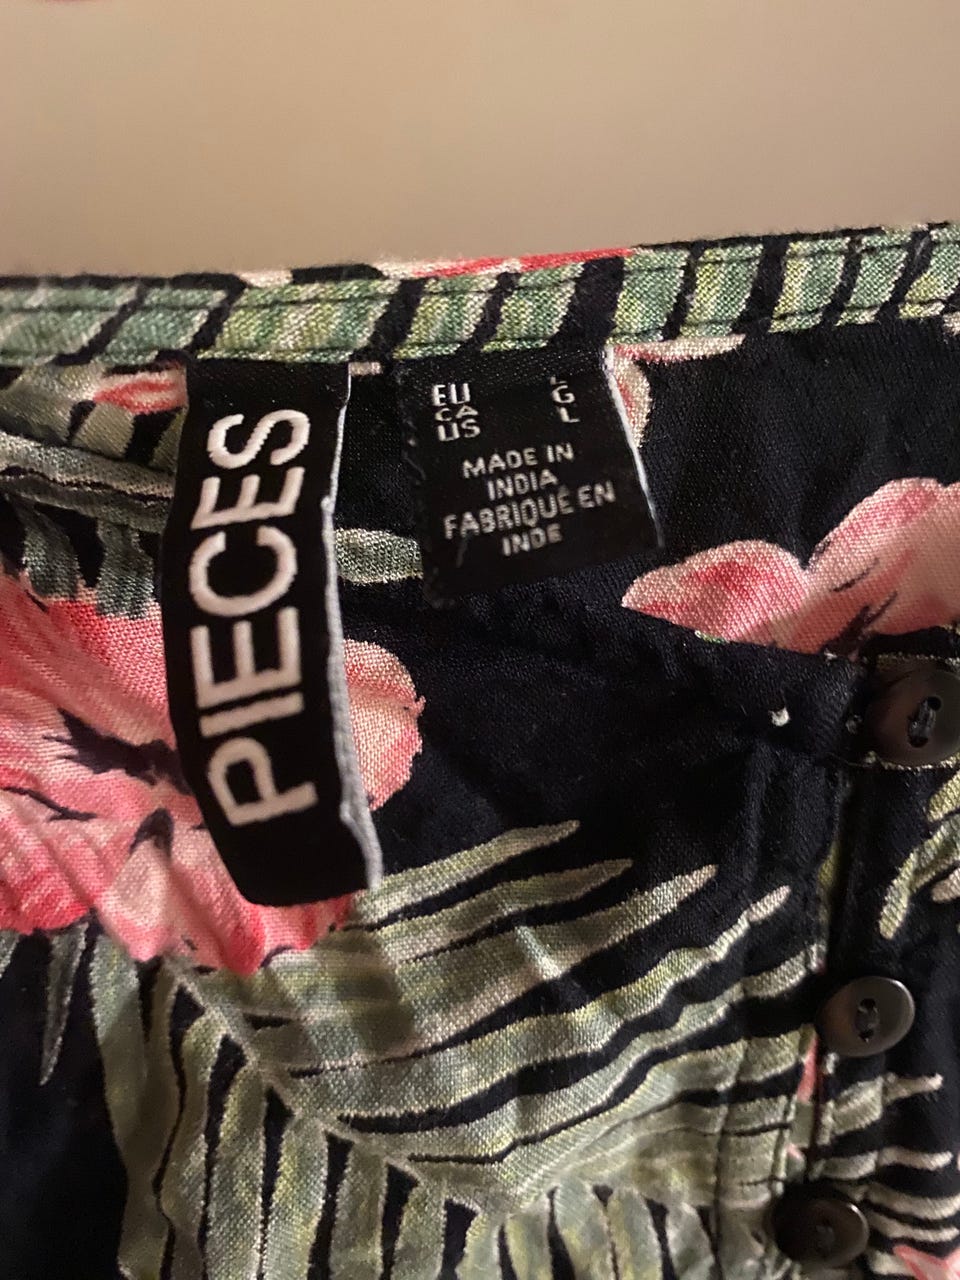 PIECES
EU L
CA G
US L
MADE IN
INDIA
FABRIQUÉ EN
INDE